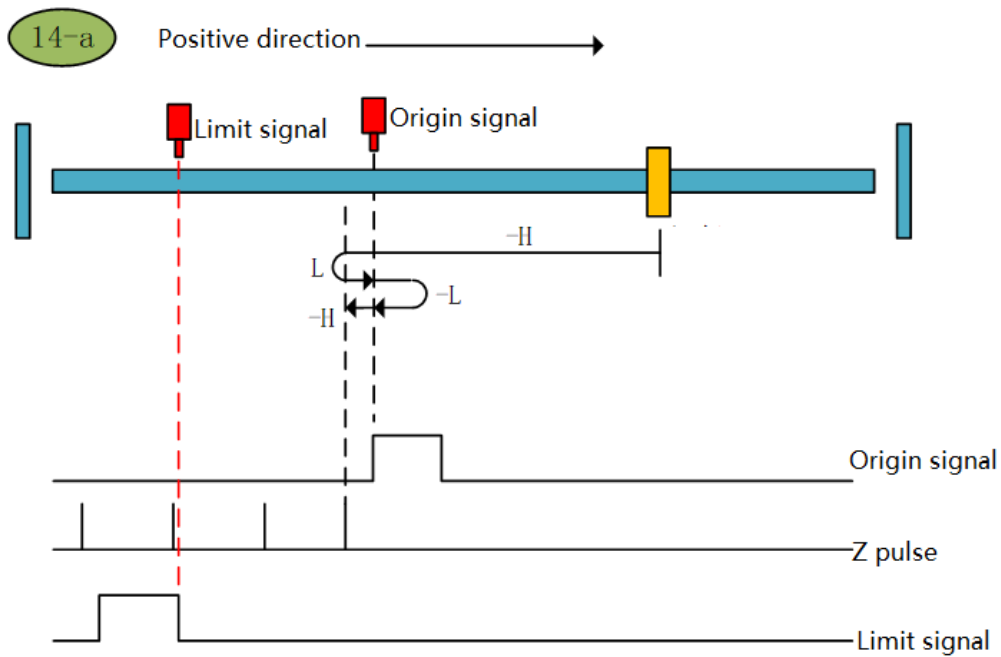 14-a
Positive direction
Limit signal
Origin signal
-H
L
-L
-H
Origin signal
Z pulse
Limit signal